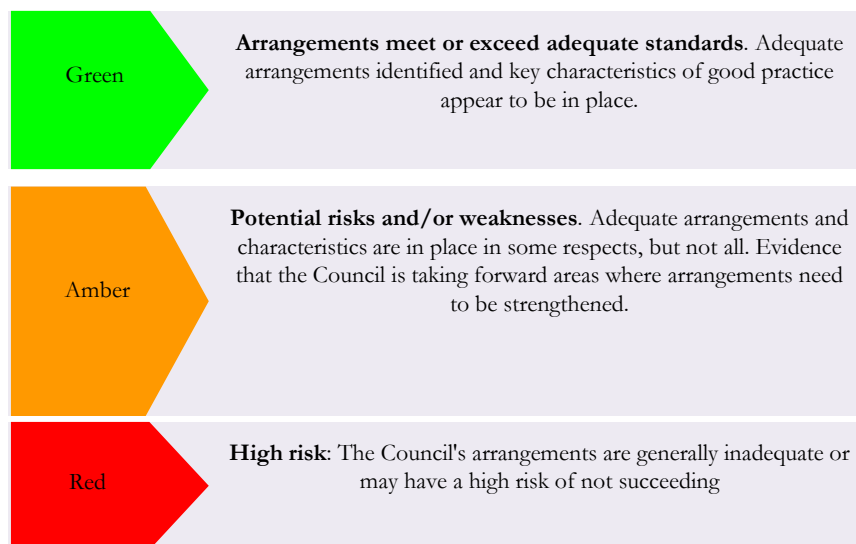 Green
Arrangements meet or exceed adequate standards. Adequate
arrangements identified and key characteristics of good practice
appear to be in place.
Amber
Potential risks and/or weaknesses. Adequate arrangements and
characteristics are in place in some respects, but not all. Evidence
that the Council is taking forward areas where arrangements need
to be strengthened.
Red
High risk: The Council's arrangements are generally inadequate or
may have a high risk of not succeeding